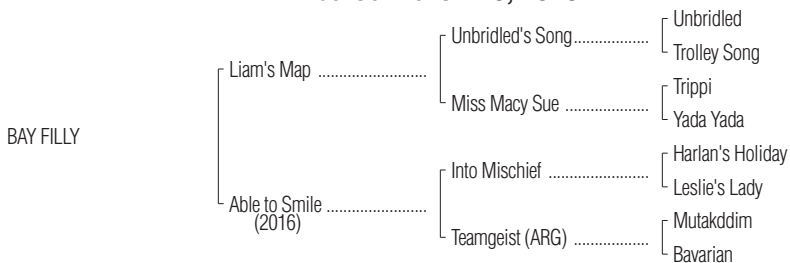 Unbridled
Unbridled's Song..................
Trolley Song
Liam's Map ..........................
Trippi
Miss Macy Sue ....................
Yada Yada
BAY FILLY
Harlan's Holiday
Into Mischief ........................
Leslie's Lady
Able to Smile ........................
(2016)
Mutakddim
Teamgeist (ARG) ..................
Bavarian